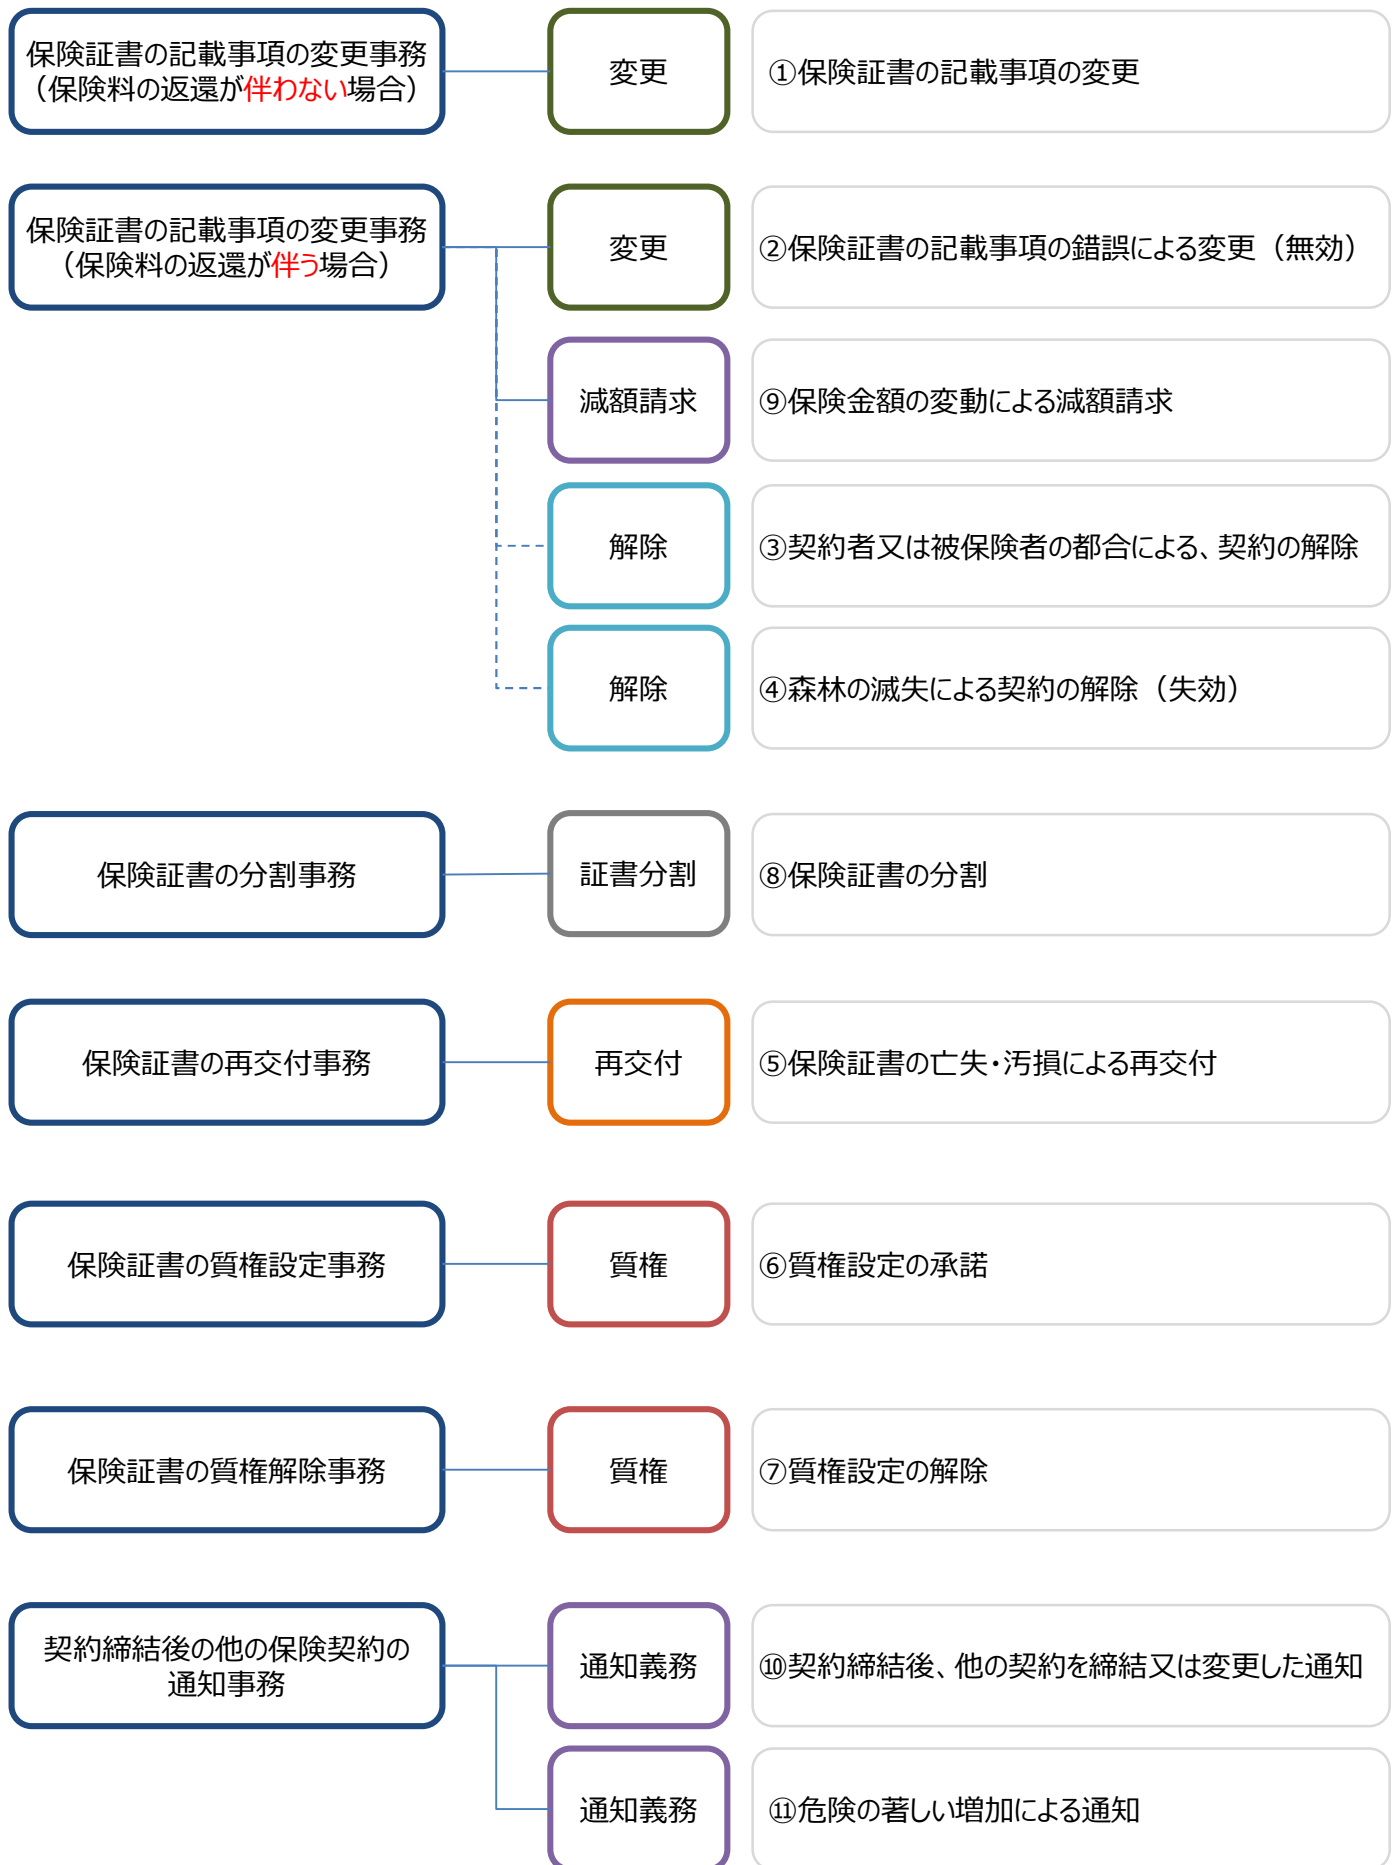 保険証書の記載事項の変更事務
（保険料の返還が伴わない場合）
変更
①保険証書の記載事項の変更
保険証書の記載事項の変更事務
（保険料の返還が伴う場合）
変更
②保険証書の記載事項の錯誤による変更（無効）
減額請求
⑨保険金額の変動による減額請求
解除
③契約者又は被保険者の都合による、契約の解除
解除
④森林の滅失による契約の解除（失効）
保険証書の分割事務
証書分割
⑧保険証書の分割
保険証書の再交付事務
再交付
⑤保険証書の亡失・汚損による再交付
保険証書の質権設定事務
質権
⑥質権設定の承諾
保険証書の質権解除事務
質権
⑦質権設定の解除
契約締結後の他の保険契約の
通知事務
通知義務
⑩契約締結後、他の契約を締結又は変更した通知
通知義務
⑪危険の著しい増加による通知